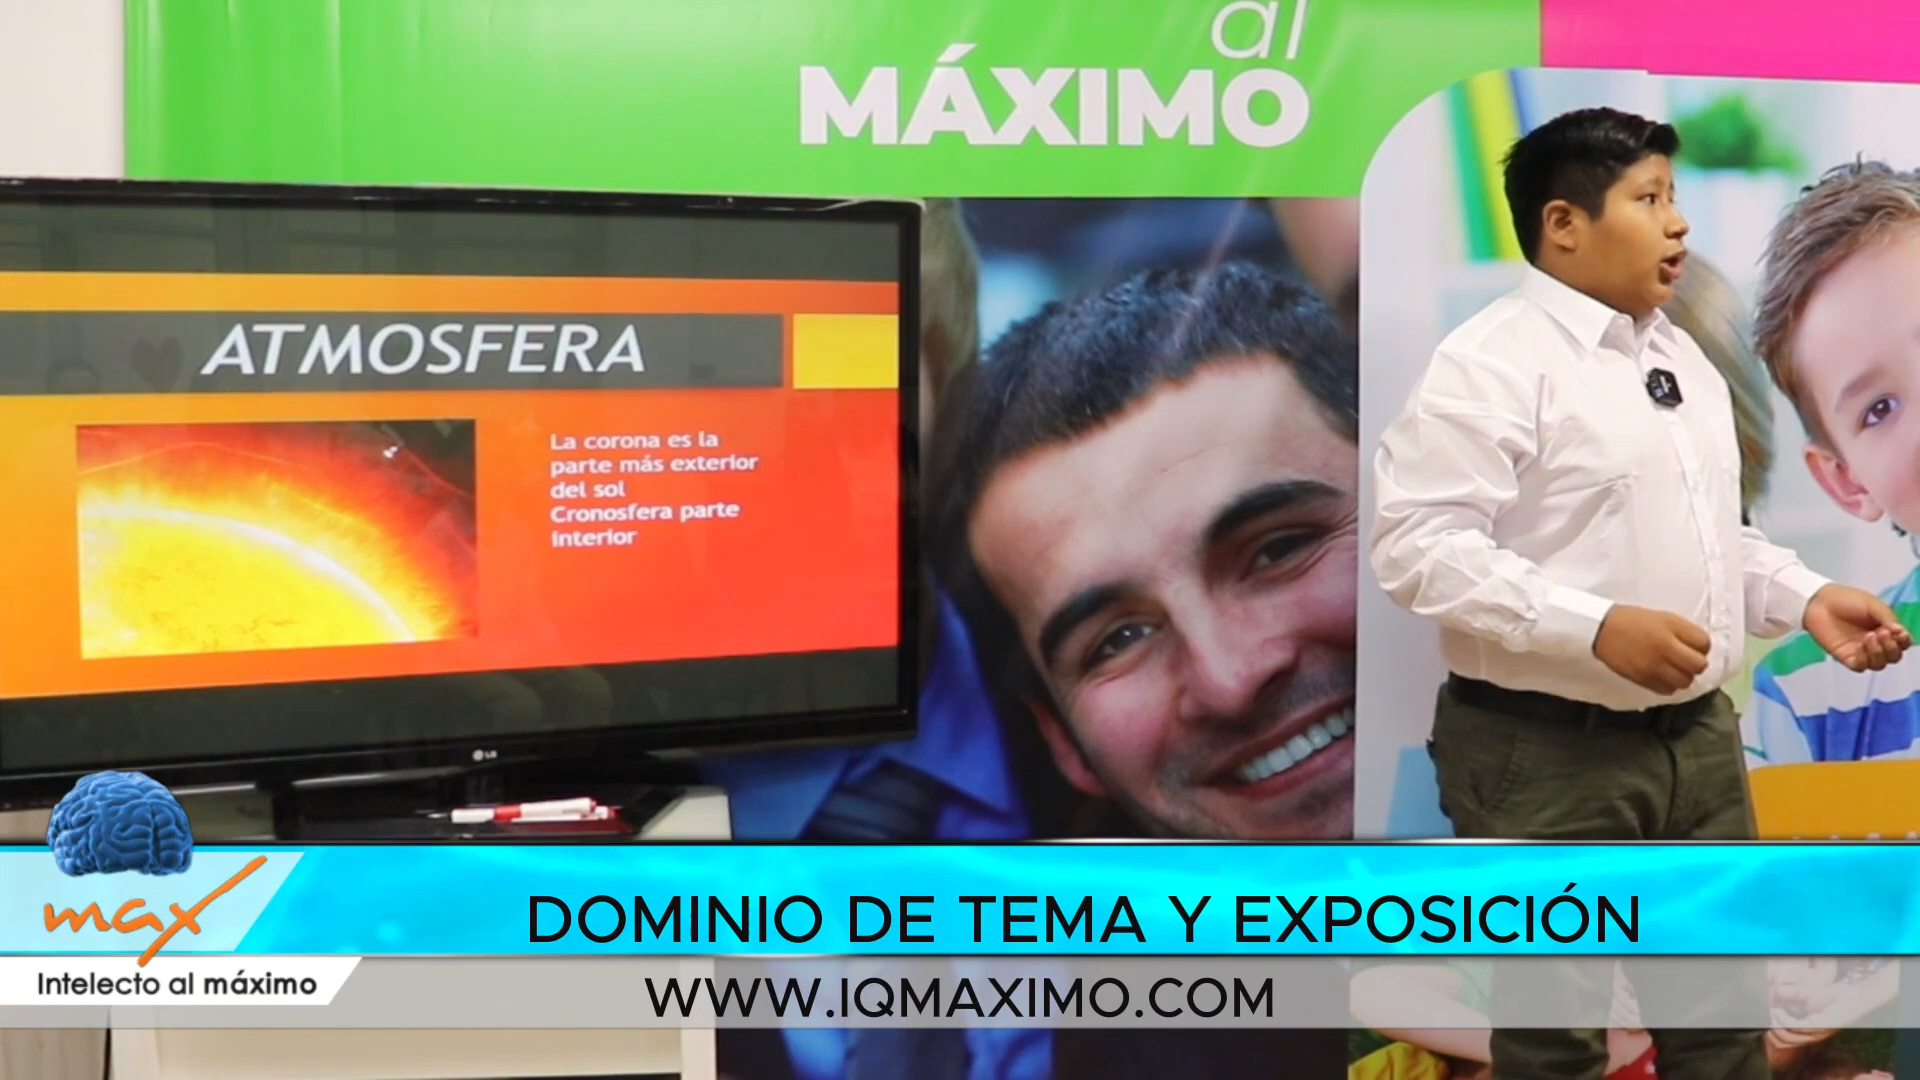 al
MÁXIMO
ATMOSFERA
La corona es la
parte más exterior
del sol
Cronosfera parte
interior
LG
max
DOMINIO DE TEMA Y EXPOSICIÓN
Intelecto al máximo
WWW.IQMAXIMO.COM